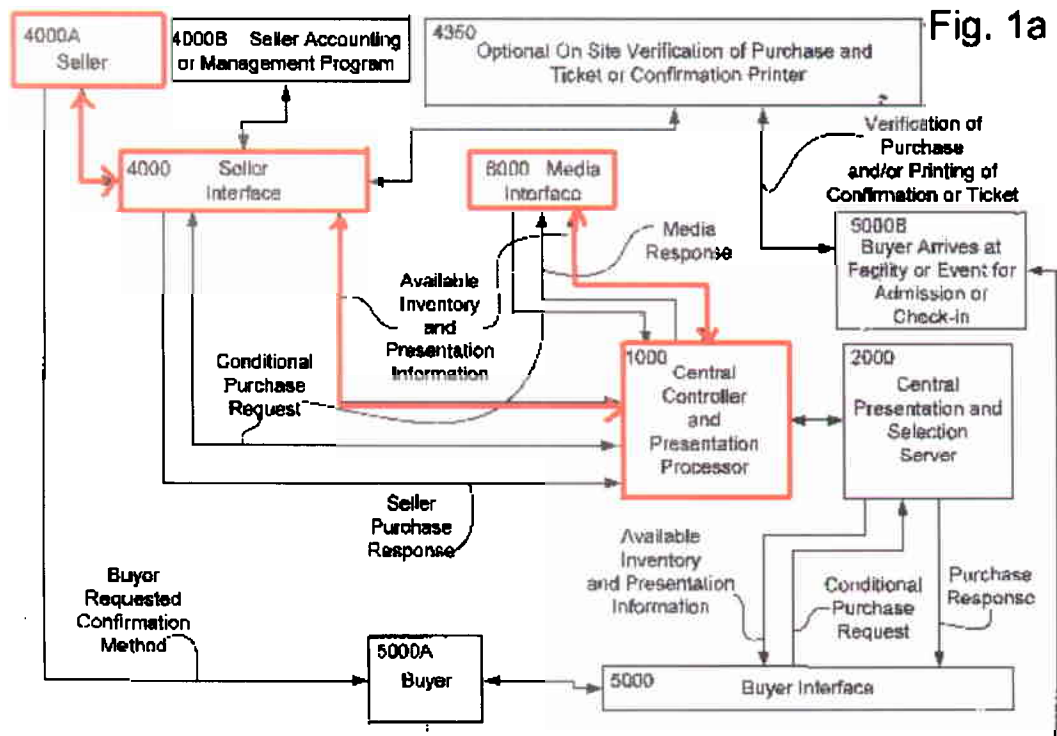 Fig. 1a
4000A
Seller
4000B Seller Accounting
or Management Program
4350
Optional On Site Verification of Purchase and
Ticket or Confirmation Printer
Verification of
Purchase
and/or Printing of
Confirmation or Ticket
4000 Seller
Interface
6000 Media
Interface
Media
Response
5000B
Buyer Arrives at
Facility or Event for
Admission or
Check-in
Available
Inventory
and
Presentation
Information
Conditional
Purchase
Request
1000
Central
Controller
and
Presentation
Processor
2000
Central
Presentation and
Selection
Server
Seller
Purchase
Response
Available
Inventory
and Presentation
Information
Conditional
Purchase
Request
Purchase
Response
Buyer
Requested
Confirmation
Method
5000A
Buyer
5000 Buyer Interface